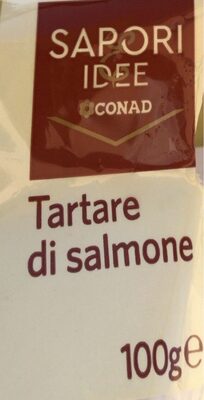 SAPORI
IDEE
CONAD
Tartare
di salmone
100g℮